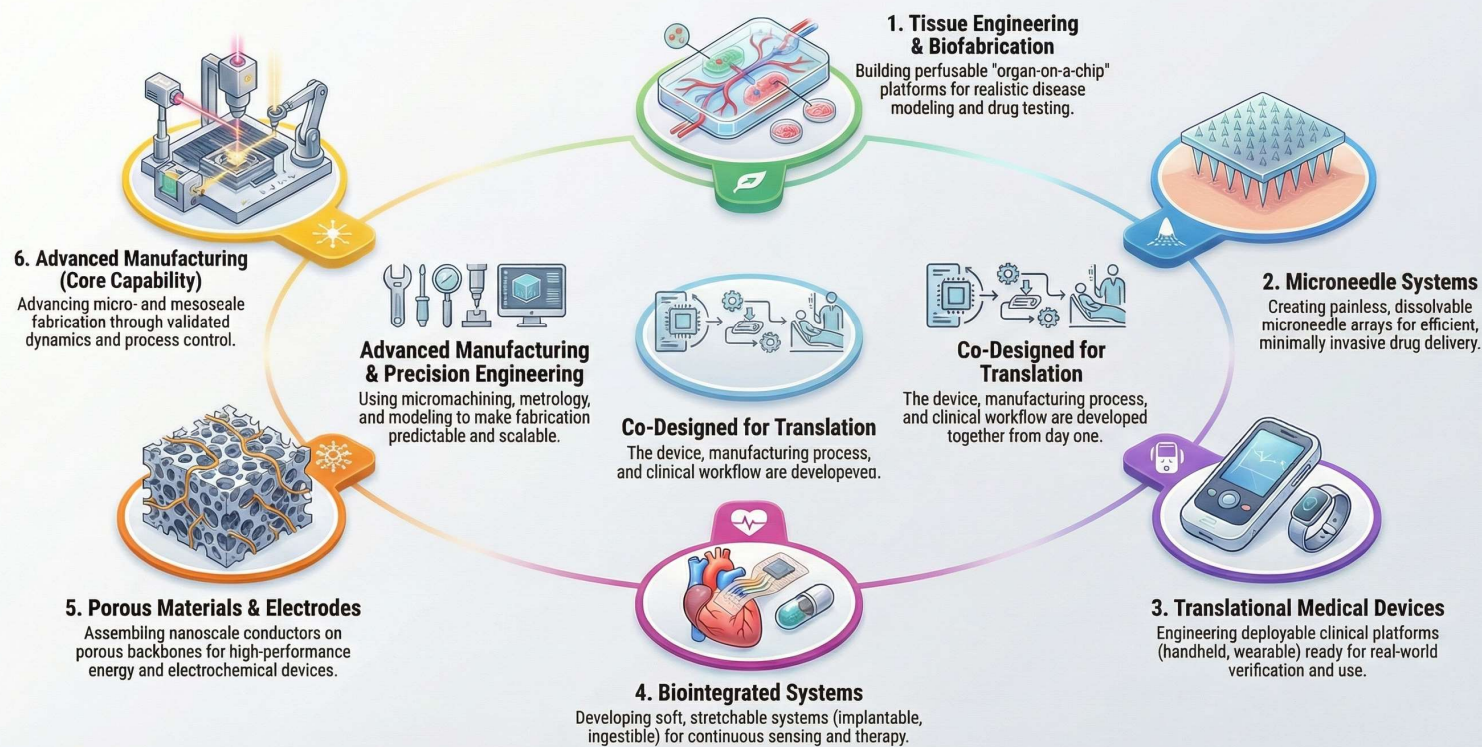 1. Tissue Engineering
& Biofabrication
Building perfusable "organ-on-a-chip"
platforms for realistic disease
modeling and drug testing.
2. Microneedle Systems
Creating painless, dissolvable
microneedle arrays for efficient,
minimally invasive drug delivery.
6. Advanced Manufacturing
(Core Capability)
Advancing micro- and mesoseale
fabrication through validated
dynamics and process control.
Advanced Manufacturing
& Precision Engineering
Using micromachining, metrology,
and modeling to make fabrication
predictable and scalable.
Co-Designed for Translation
The device, manufacturing process,
and clinical workflow are developeven.
Co-Designed for
Translation
The device, manufacturing process,
and clinical workflow are developed
together from day one.
5. Porous Materials & Electrodes
Assembiing nanoscale conductors on
porous backbones for high-performance
energy and electrochemical devices.
4. Biointegrated Systems
Developing soft, stretchable systems (implantable,
ingestible) for continuous sensing and therapy.
3. Translational Medical Devices
Engineering deployable clinical platforms
(handheld, wearable) ready for real-world
verification and use.